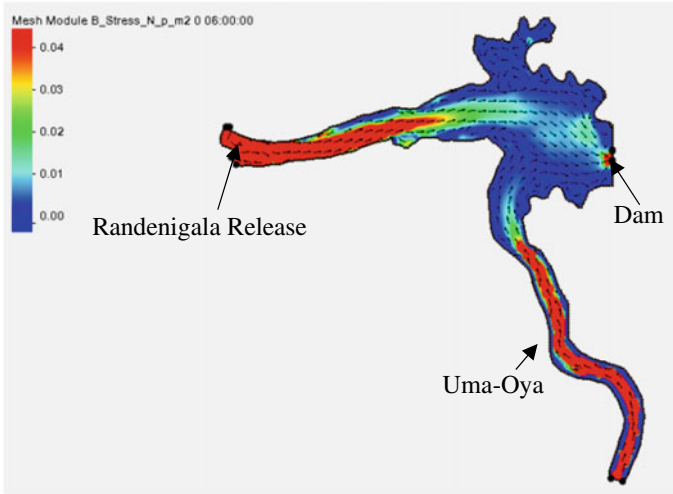 Mesh Module B_Stress_N_p_m2 0 06:00:00
0.04
0.03
0.02
0.01
0.00
Randenigala Release
Dam
Uma-Oya